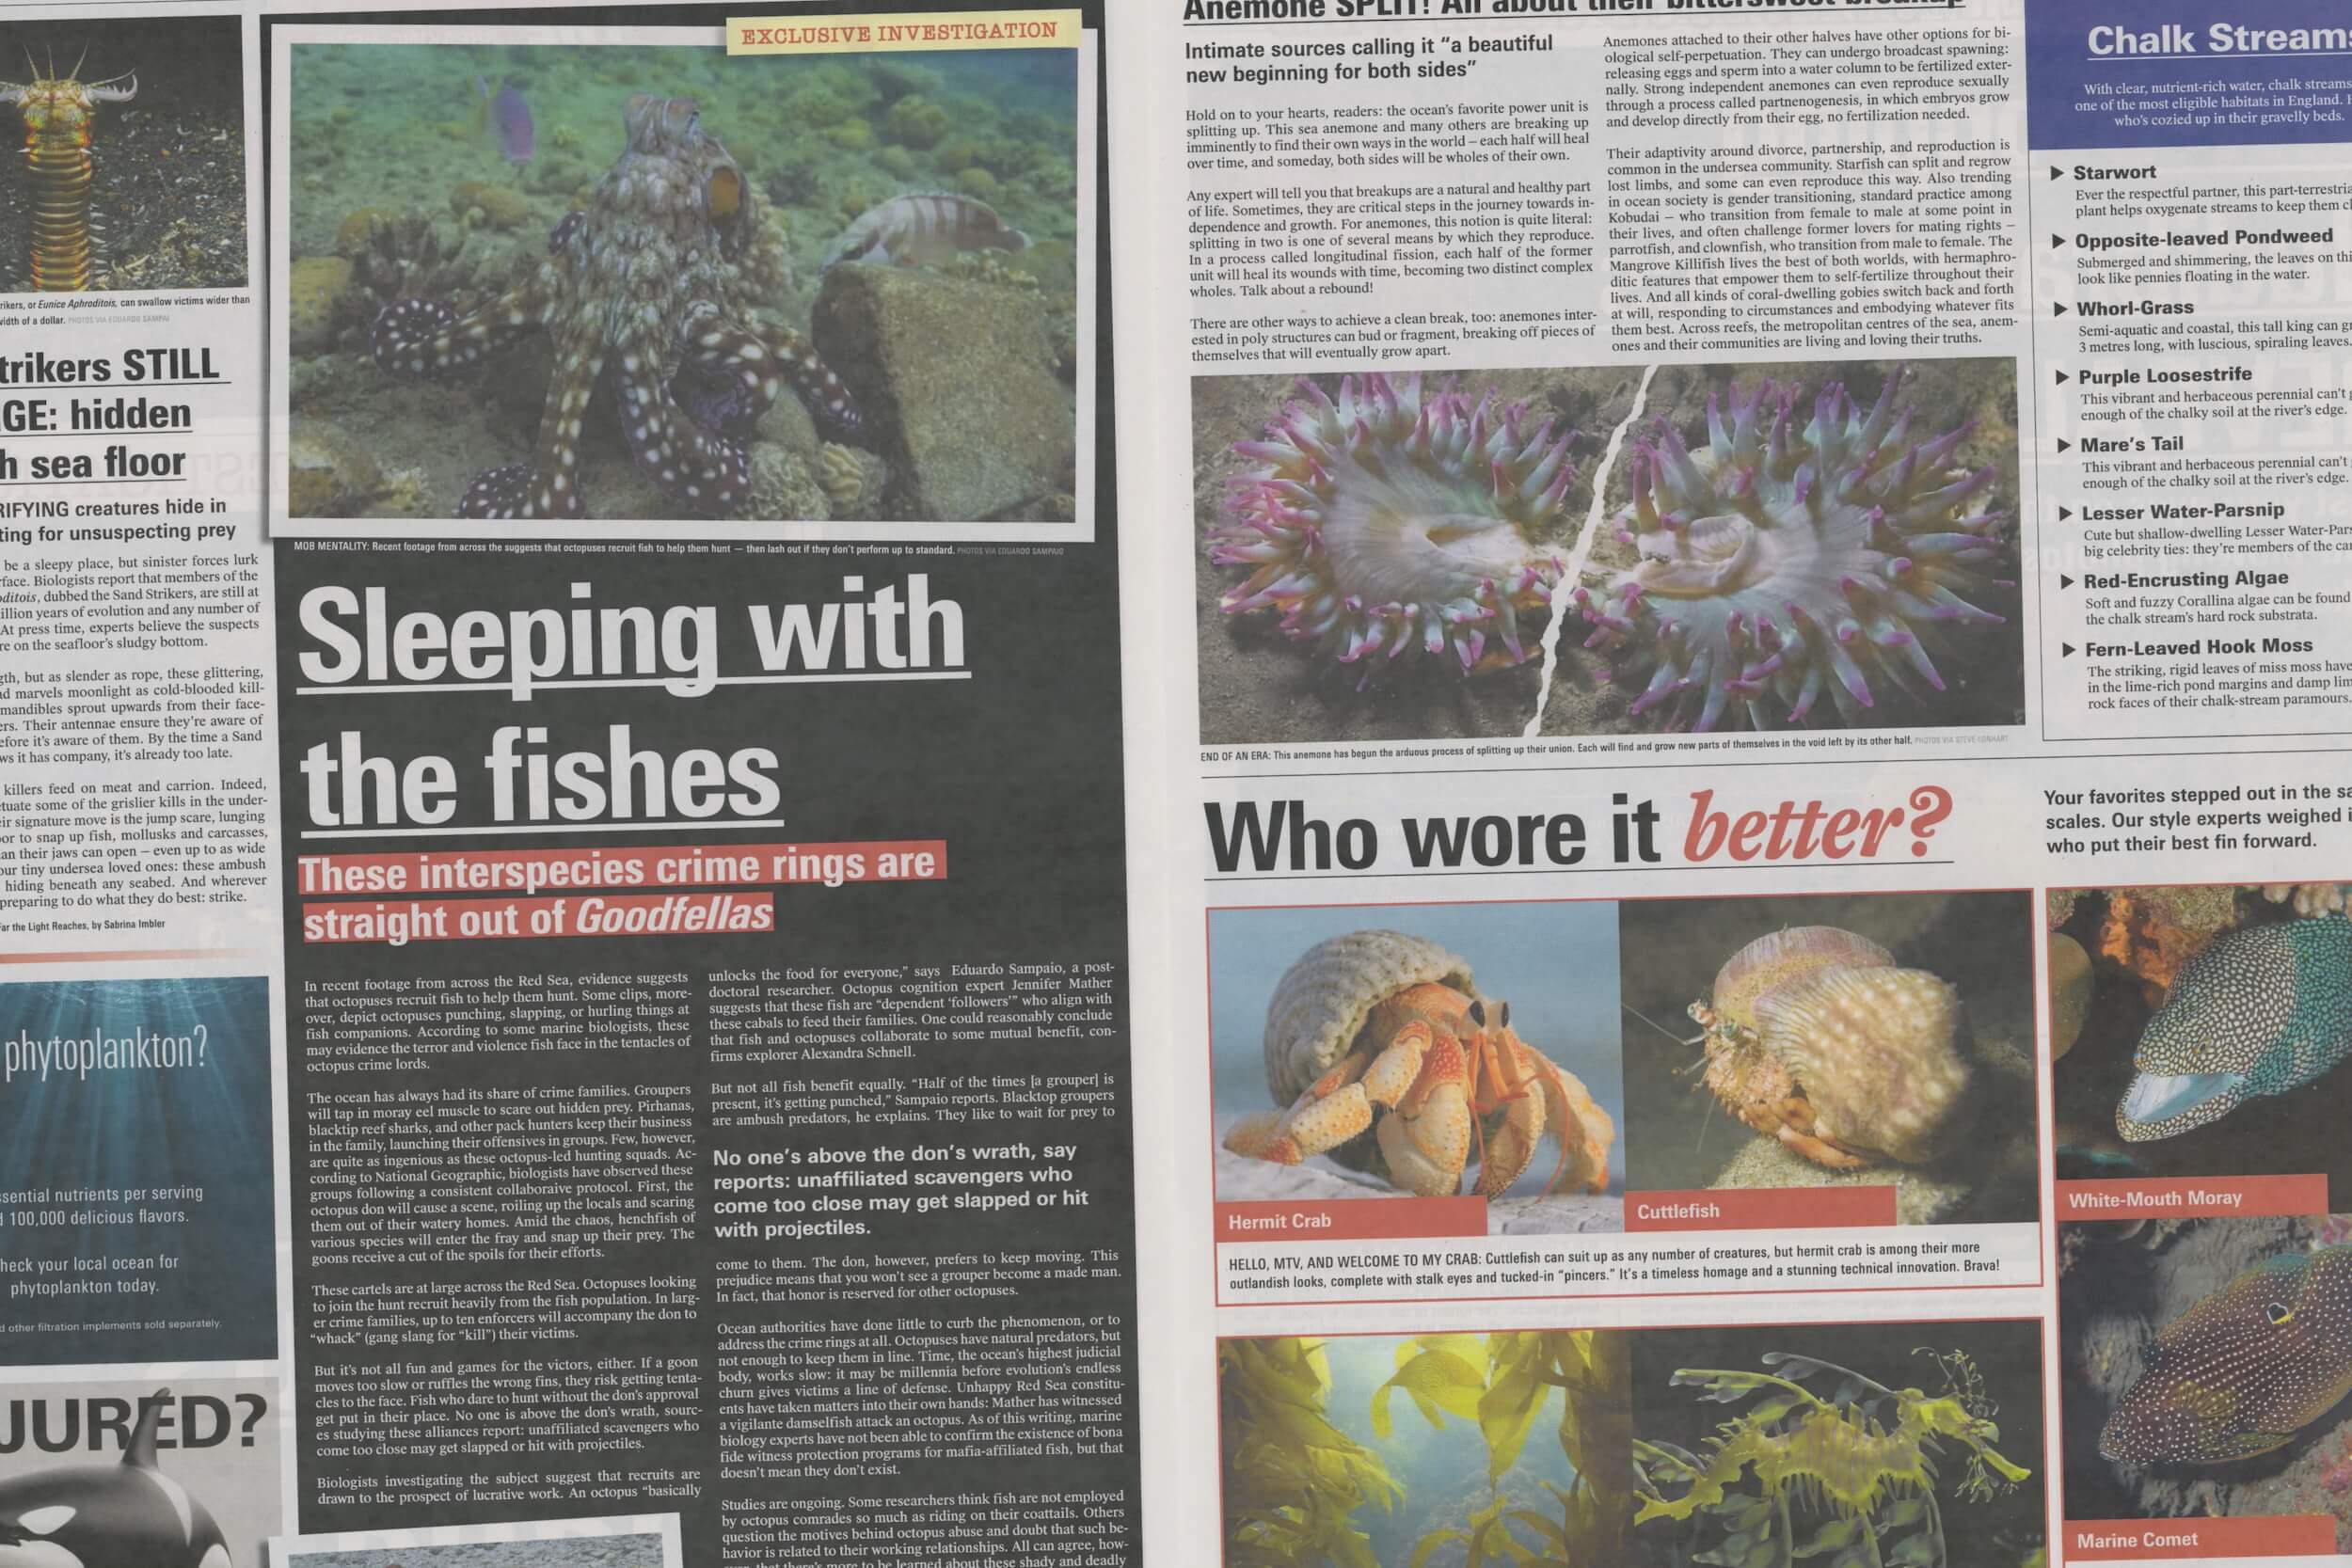 rikers, or Eunice Aphroditois, can swallow victims wider than
width of a dollar. PHOTOS VIA EDUARDO SAMPAI
trikers STILL
GE: hidden
h sea floor
RIFYING creatures hide in
ting for unsuspecting prey
be a sleepy place, but sinister forces lurk
face. Biologists report that members of the
ditois, dubbed the Sand Strikers, are still at
illion years of evolution and any number of
At press time, experts believe the suspects
re on the seafloor's sludgy bottom.
gth, but as slender as rope, these glittering,
d marvels moonlight as cold-blooded kill-
mandibles sprout upwards from their face-
ers. Their antennae ensure they're aware of
efore it's aware of them. By the time a Sand
ws it has company, it's already too late.
killers feed on meat and carrion. Indeed,
tuate some of the grislier kills in the under-
eir signature move is the jump scare, lunging
or to snap up fish, mollusks and carcasses,
an their jaws can open – even up to as wide
our tiny undersea loved ones: these ambush
hiding beneath any seabed. And wherever
preparing to do what they do best: strike.
Far the Light Reaches, by Sabrina Imbler
phytoplankton?
ssential nutrients per serving
d 100,000 delicious flavors.
heck your local ocean for
phytoplankton today.
d other filtration implements sold separately.
JURED?
EXCLUSIVE INVESTIGATION
MOB MENTALITY: Recent footage from across the suggests that octopuses recruit fish to help them hunt — then lash out if they don't perform up to standard. PHOTOS VIA EDUARDO SAMPAIO
Sleeping with
the fishes
These interspecies crime rings are
straight out of Goodfellas
In recent footage from across the Red Sea, evidence suggests
that octopuses recruit fish to help them hunt. Some clips, more-
over, depict octopuses punching, slapping, or hurling things at
fish companions. According to some marine biologists, these
may evidence the terror and violence fish face in the tentacles of
octopus crime lords.
The ocean has always had its share of crime families. Groupers
will tap in moray eel muscle to scare out hidden prey. Pirhanas,
blacktip reef sharks, and other pack hunters keep their business
in the family, launching their offensives in groups. Few, however,
are quite as ingenious as these octopus-led hunting squads. Ac-
cording to National Geographic, biologists have observed these
groups following a consistent collaboraive protocol. First, the
octopus don will cause a scene, roiling up the locals and scaring
them out of their watery homes. Amid the chaos, henchfish of
various species will enter the fray and snap up their prey. The
goons receive a cut of the spoils for their efforts.
These cartels are at large across the Red Sea. Octopuses looking
to join the hunt recruit heavily from the fish population. In larg-
er crime families, up to ten enforcers will accompany the don to
"whack" (gang slang for "kill") their victims.
But it's not all fun and games for the victors, either. If a goon
moves too slow or ruffles the wrong fins, they risk getting tenta-
cles to the face. Fish who dare to hunt without the don's approval
get put in their place. No one is above the don's wrath, sourc-
es studying these alliances report: unaffiliated scavengers who
come too close may get slapped or hit with projectiles.
Biologists investigating the subject suggest that recruits are
drawn to the prospect of lucrative work. An octopus "basically
unlocks the food for everyone," says Eduardo Sampaio, a post-
doctoral researcher. Octopus cognition expert Jennifer Mather
suggests that these fish are "dependent 'followers'" who align with
these cabals to feed their families. One could reasonably conclude
that fish and octopuses collaborate to some mutual benefit, con-
firms explorer Alexandra Schnell.
But not all fish benefit equally. "Half of the times [a grouper] is
present, it's getting punched," Sampaio reports. Blacktop groupers
are ambush predators, he explains. They like to wait for prey to
No one's above the don's wrath, say
reports: unaffiliated scavengers who
come too close may get slapped or hit
with projectiles.
come to them. The don, however, prefers to keep moving. This
prejudice means that you won't see a grouper become a made man.
In fact, that honor is reserved for other octopuses.
Ocean authorities have done little to curb the phenomenon, or to
address the crime rings at all. Octopuses have natural predators, but
not enough to keep them in line. Time, the ocean's highest judicial
body, works slow: it may be millennia before evolution's endless
churn gives victims a line of defense. Unhappy Red Sea constitu-
ents have taken matters into their own hands: Mather has witnessed
a vigilante damselfish attack an octopus. As of this writing, marine
biology experts have not been able to confirm the existence of bona
fide witness protection programs for mafia-affiliated fish, but that
doesn't mean they don't exist.
Studies are ongoing. Some researchers think fish are not employed
by octopus comrades so much as riding on their coattails. Others
question the motives behind octopus abuse and doubt that such be-
havior is related to their working relationships. All can agree, how-
ever, that there's more to be learned about these shady and deadly
Anemone SPLIT! All about their bittersweet breakup
Intimate sources calling it "a beautiful
new beginning for both sides"
Hold on to your hearts, readers: the ocean's favorite power unit is
splitting up. This sea anemone and many others are breaking up
imminently to find their own ways in the world – each half will heal
over time, and someday, both sides will be wholes of their own.
Any expert will tell you that breakups are a natural and healthy part
of life. Sometimes, they are critical steps in the journey towards in-
dependence and growth. For anemones, this notion is quite literal:
splitting in two is one of several means by which they reproduce.
In a process called longitudinal fission, each half of the former
unit will heal its wounds with time, becoming two distinct complex
wholes. Talk about a rebound!
There are other ways to achieve a clean break, too: anemones inter-
ested in poly structures can bud or fragment, breaking off pieces of
themselves that will eventually grow apart.
Anemones attached to their other halves have other options for bi-
ological self-perpetuation. They can undergo broadcast spawning:
releasing eggs and sperm into a water column to be fertilized exter-
nally. Strong independent anemones can even reproduce sexually
through a process called partnenogenesis, in which embryos grow
and develop directly from their egg, no fertilization needed.
Their adaptivity around divorce, partnership, and reproduction is
common in the undersea community. Starfish can split and regrow
lost limbs, and some can even reproduce this way. Also trending
in ocean society is gender transitioning, standard practice among
Kobudai – who transition from female to male at some point in
their lives, and often challenge former lovers for mating rights –
parrotfish, and clownfish, who transition from male to female. The
Mangrove Killifish lives the best of both worlds, with hermaphro-
ditic features that empower them to self-fertilize throughout their
lives. And all kinds of coral-dwelling gobies switch back and forth
at will, responding to circumstances and embodying whatever fits
them best. Across reefs, the metropolitan centres of the sea, anem-
ones and their communities are living and loving their truths.
END OF AN ERA: This anemone has begun the arduous process of splitting up their union. Each will find and grow new parts of themselves in the void left by its other half. PHOTOS VIA STEVE LONHART
Chalk Streams
With clear, nutrient-rich water, chalk streams
one of the most eligible habitats in England. H
who's cozied up in their gravelly beds.
▶ Starwort
Ever the respectful partner, this part-terrestria
plant helps oxygenate streams to keep them cl
▶ Opposite-leaved Pondweed
Submerged and shimmering, the leaves on thi
look like pennies floating in the water.
▶ Whorl-Grass
Semi-aquatic and coastal, this tall king can gr
3 metres long, with luscious, spiraling leaves.
▶ Purple Loosestrife
This vibrant and herbaceous perennial can't
enough of the chalky soil at the river's edge.
▶ Mare's Tail
This vibrant and herbaceous perennial can't
enough of the chalky soil at the river's edge.
▶ Lesser Water-Parsnip
Cute but shallow-dwelling Lesser Water-Pars
big celebrity ties: they're members of the car
▶ Red-Encrusting Algae
Soft and fuzzy Corallina algae can be found
the chalk stream's hard rock substrata.
▶ Fern-Leaved Hook Moss
The striking, rigid leaves of miss moss have
in the lime-rich pond margins and damp lim
rock faces of their chalk-stream paramours.
Who wore it better?
Your favorites stepped out in the sa
scales. Our style experts weighed i
who put their best fin forward.
Hermit Crab
Cuttlefish
HELLO, MTV, AND WELCOME TO MY CRAB: Cuttlefish can suit up as any number of creatures, but hermit crab is among their more
outlandish looks, complete with stalk eyes and tucked-in "pincers." It's a timeless homage and a stunning technical innovation. Brava!
White-Mouth Moray
Marine Comet